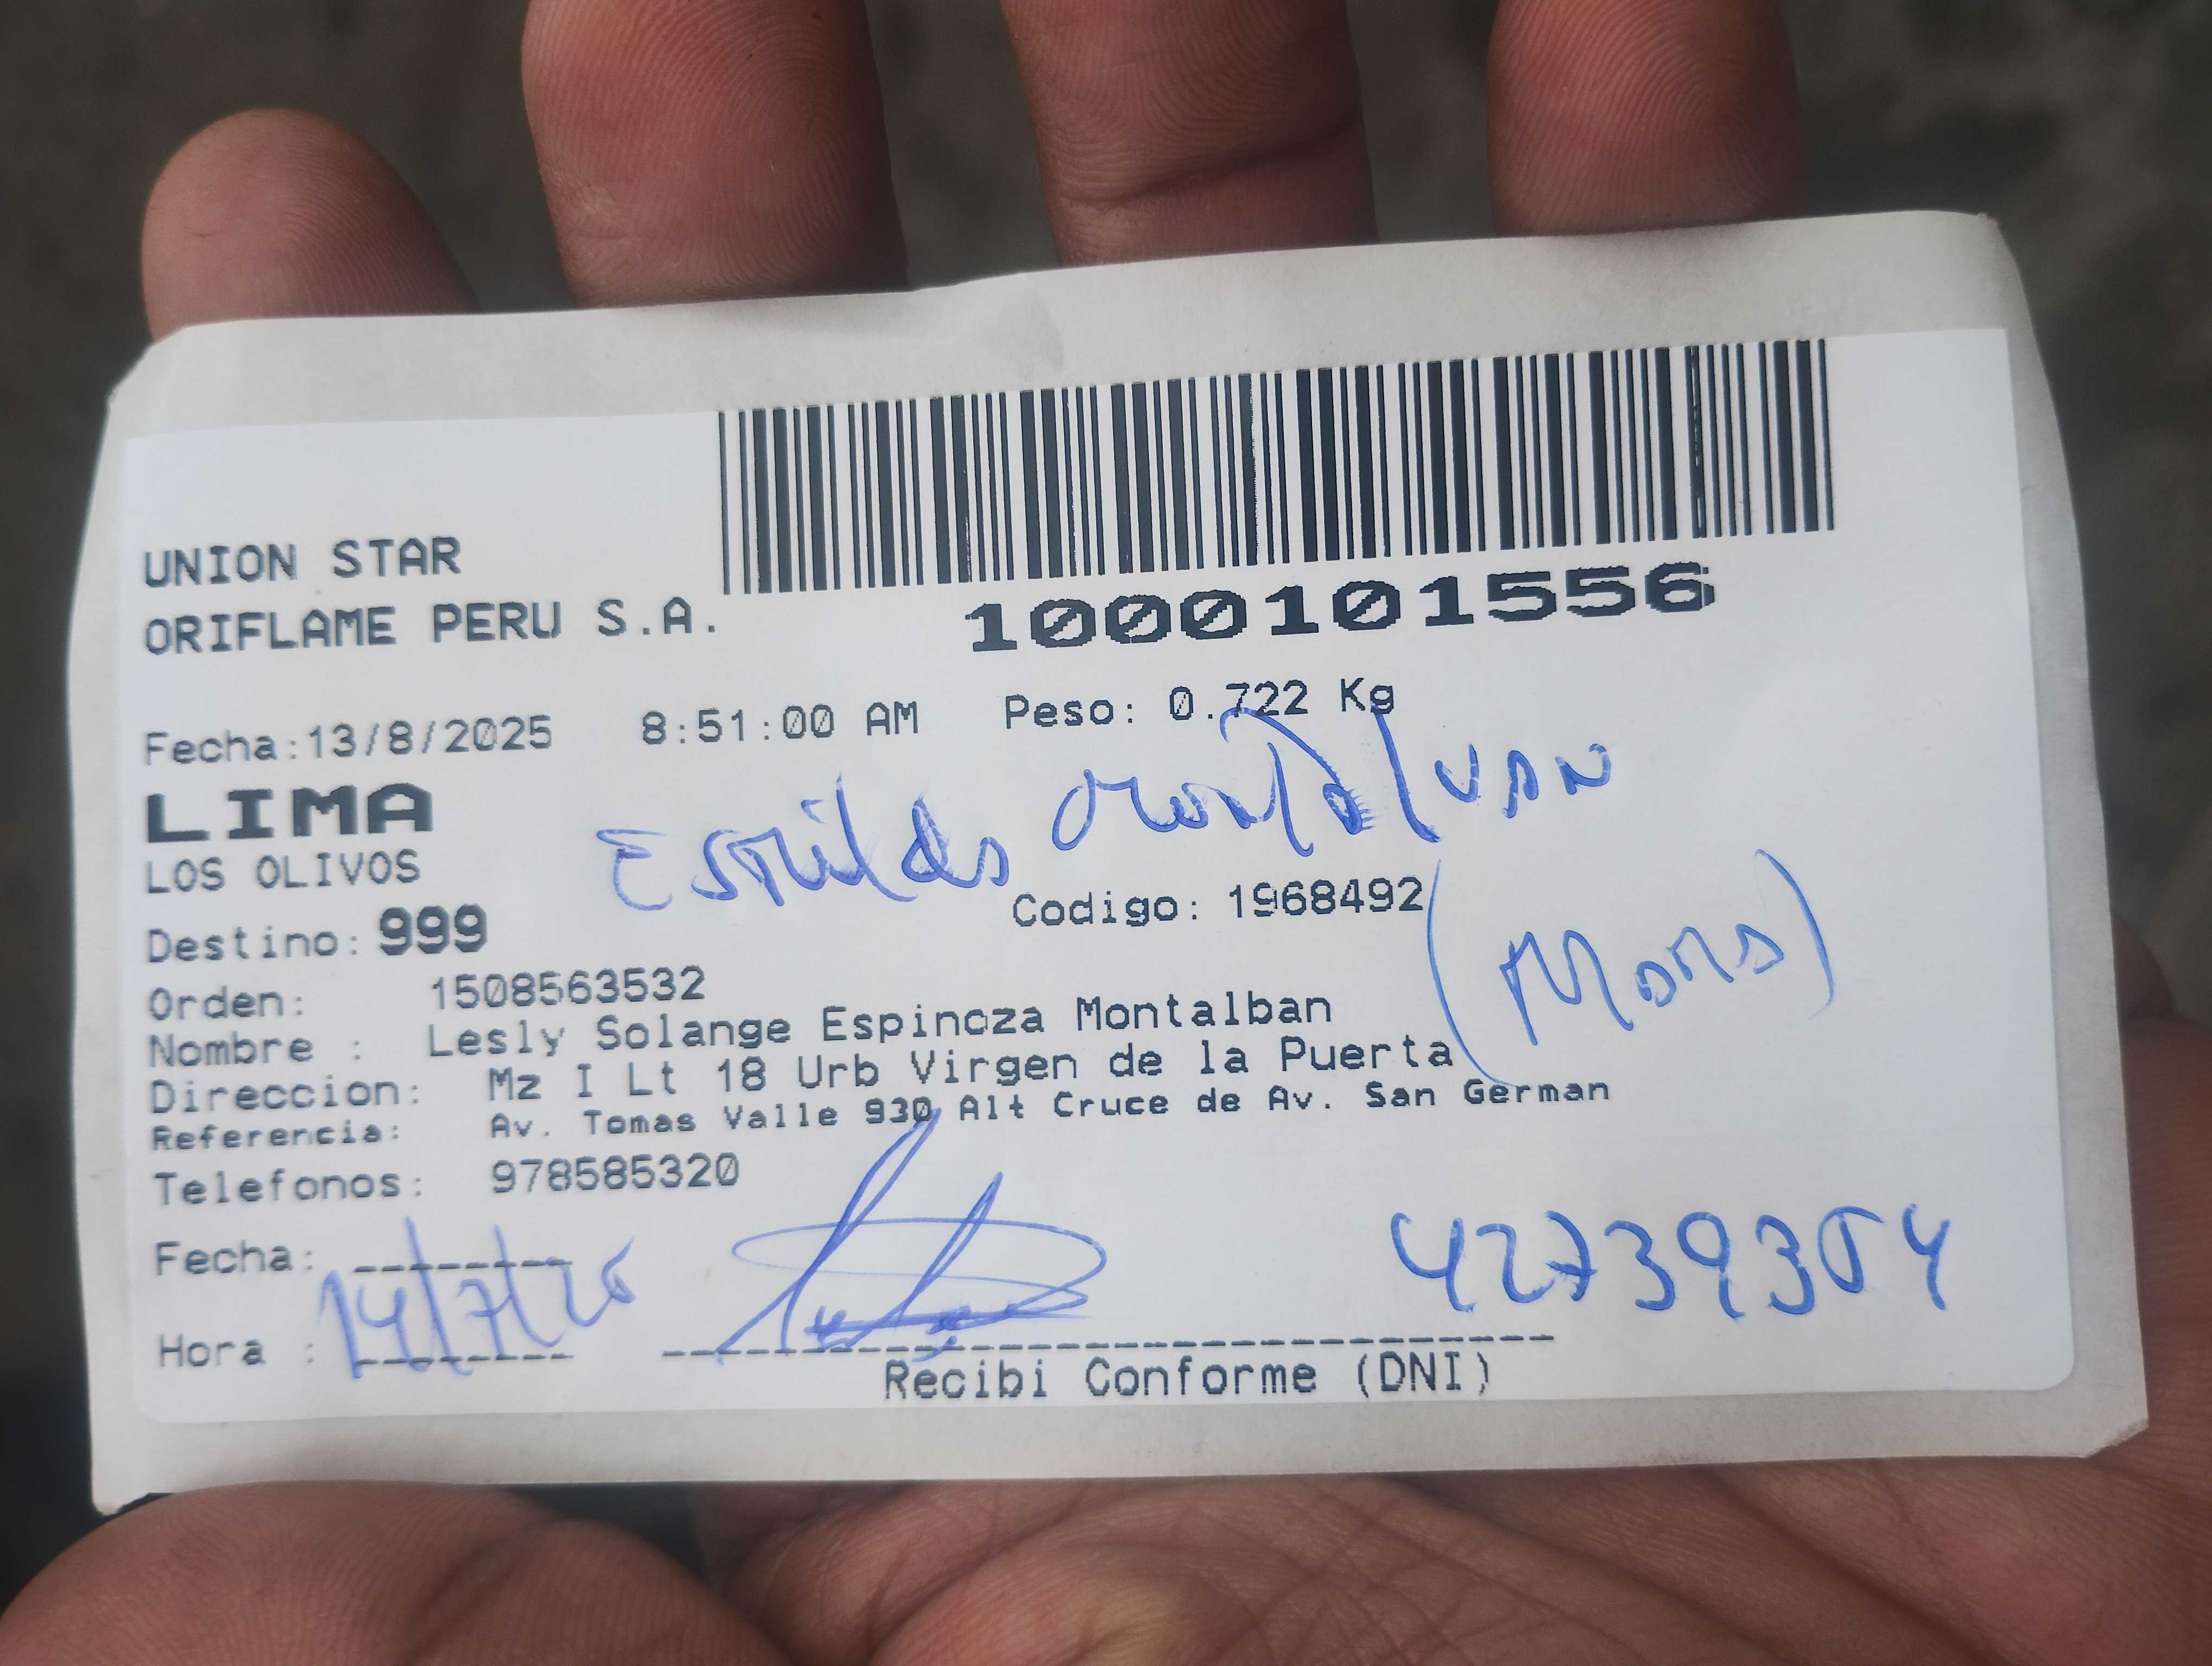 UNION STAR
ORIFLAME PERU S.A.
1000101556
Fecha:13/8/2025 8:51:00 AM Peso: 0.722 Kg
LIMA
Montalvan
LOS OLIVOS
Codigo: 1968492
Destino: 999
Orden: 1508563532
Nombre : Lesly Solange Espinoza Montalban
Direccion: Mz I Lt 18 Urb Virgen de la Puerta
Referencia: Av. Tomas Valle 930 Alt Cruce de Av. San German
Telefonos: 978585320
Fecha: ---------
Hora : ---------
Recibi Conforme (DNI)